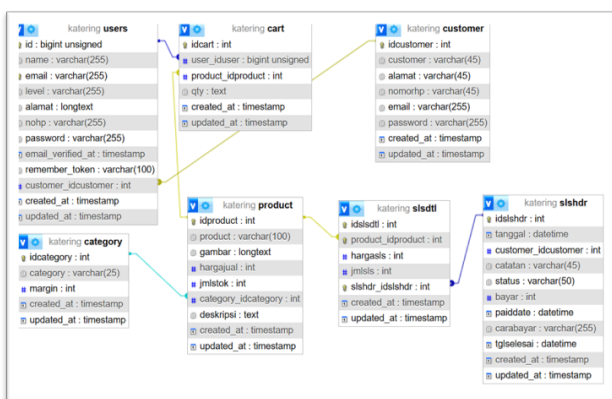 katering users
id : bigint unsigned
name : varchar(255)
email : varchar(255)
level : varchar(255)
alamat : longtext
nohp : varchar(255)
password : varchar(255)
email_verified_at : timestamp
remember_token : varchar(100)
customer_idcustomer : int
created_at : timestamp
updated_at : timestamp
katering cart
idcart : int
user_iduser : bigint unsigned
product_idproduct : int
qty : text
created_at : timestamp
updated_at : timestamp
katering customer
idcustomer : int
customer : varchar(45)
alamat : varchar(45)
nomorhp : varchar(45)
email : varchar(255)
password : varchar(255)
created_at : timestamp
updated_at : timestamp
katering category
idcategory : int
category : varchar(25)
margin : int
created_at : timestamp
updated_at : timestamp
katering product
idproduct : int
product : varchar(100)
gambar : longtext
hargajual : int
jmlstok : int
category_idcategory : int
deskripsi : text
created_at : timestamp
updated_at : timestamp
katering slsdtl
idslsdtl : int
product_idproduct : int
hargasls : int
jmlsls : int
slshdr_idslshdr : int
created_at : timestamp
updated_at : timestamp
katering slshdr
idslshdr : int
tanggal : datetime
customer_idcustomer : int
catatan : varchar(45)
status : varchar(50)
bayar : int
paiddate : datetime
carabayar : varchar(255)
tglselesai : datetime
created_at : timestamp
updated_at : timestamp